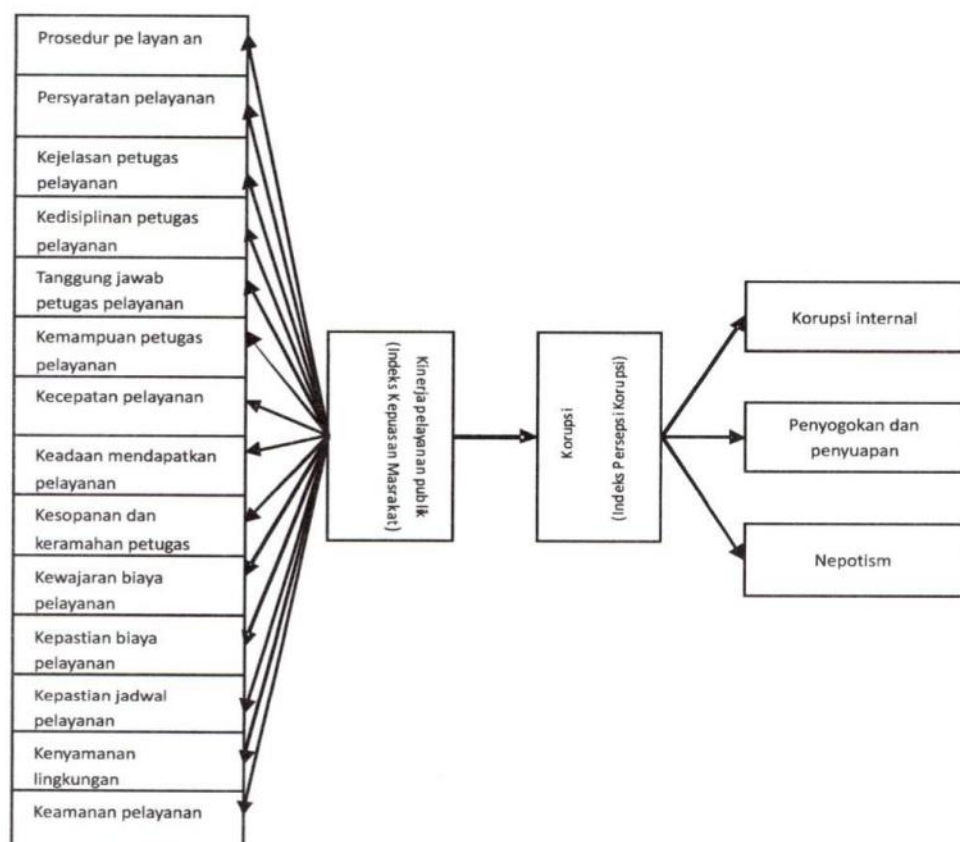 Prosedur pe layan an
Persyaratan pelayanan
Kejelasan petugas
pelayanan
Kedisiplinan petugas
pelayanan
Tanggung jawab
petugas pelayanan
Kemampuan petugas
pelayanan
Kecepatan pelayanan
Keadaan mendapatkan
pelayanan
Kesopanan dan
keramahan petugas
Kewajaran biaya
pelayanan
Kepastian biaya
pelayanan
Kepastian jadwal
pelayanan
Kenyamanan
lingkungan
Keamanan pelayanan
Kinerja pelayanan publik
(Indeks Kepuasan Masrakat)
Korupsi
(Indeks Persepsi Korupsi)
Korupsi internal
Penyogokan dan
penyuapan
Nepotism